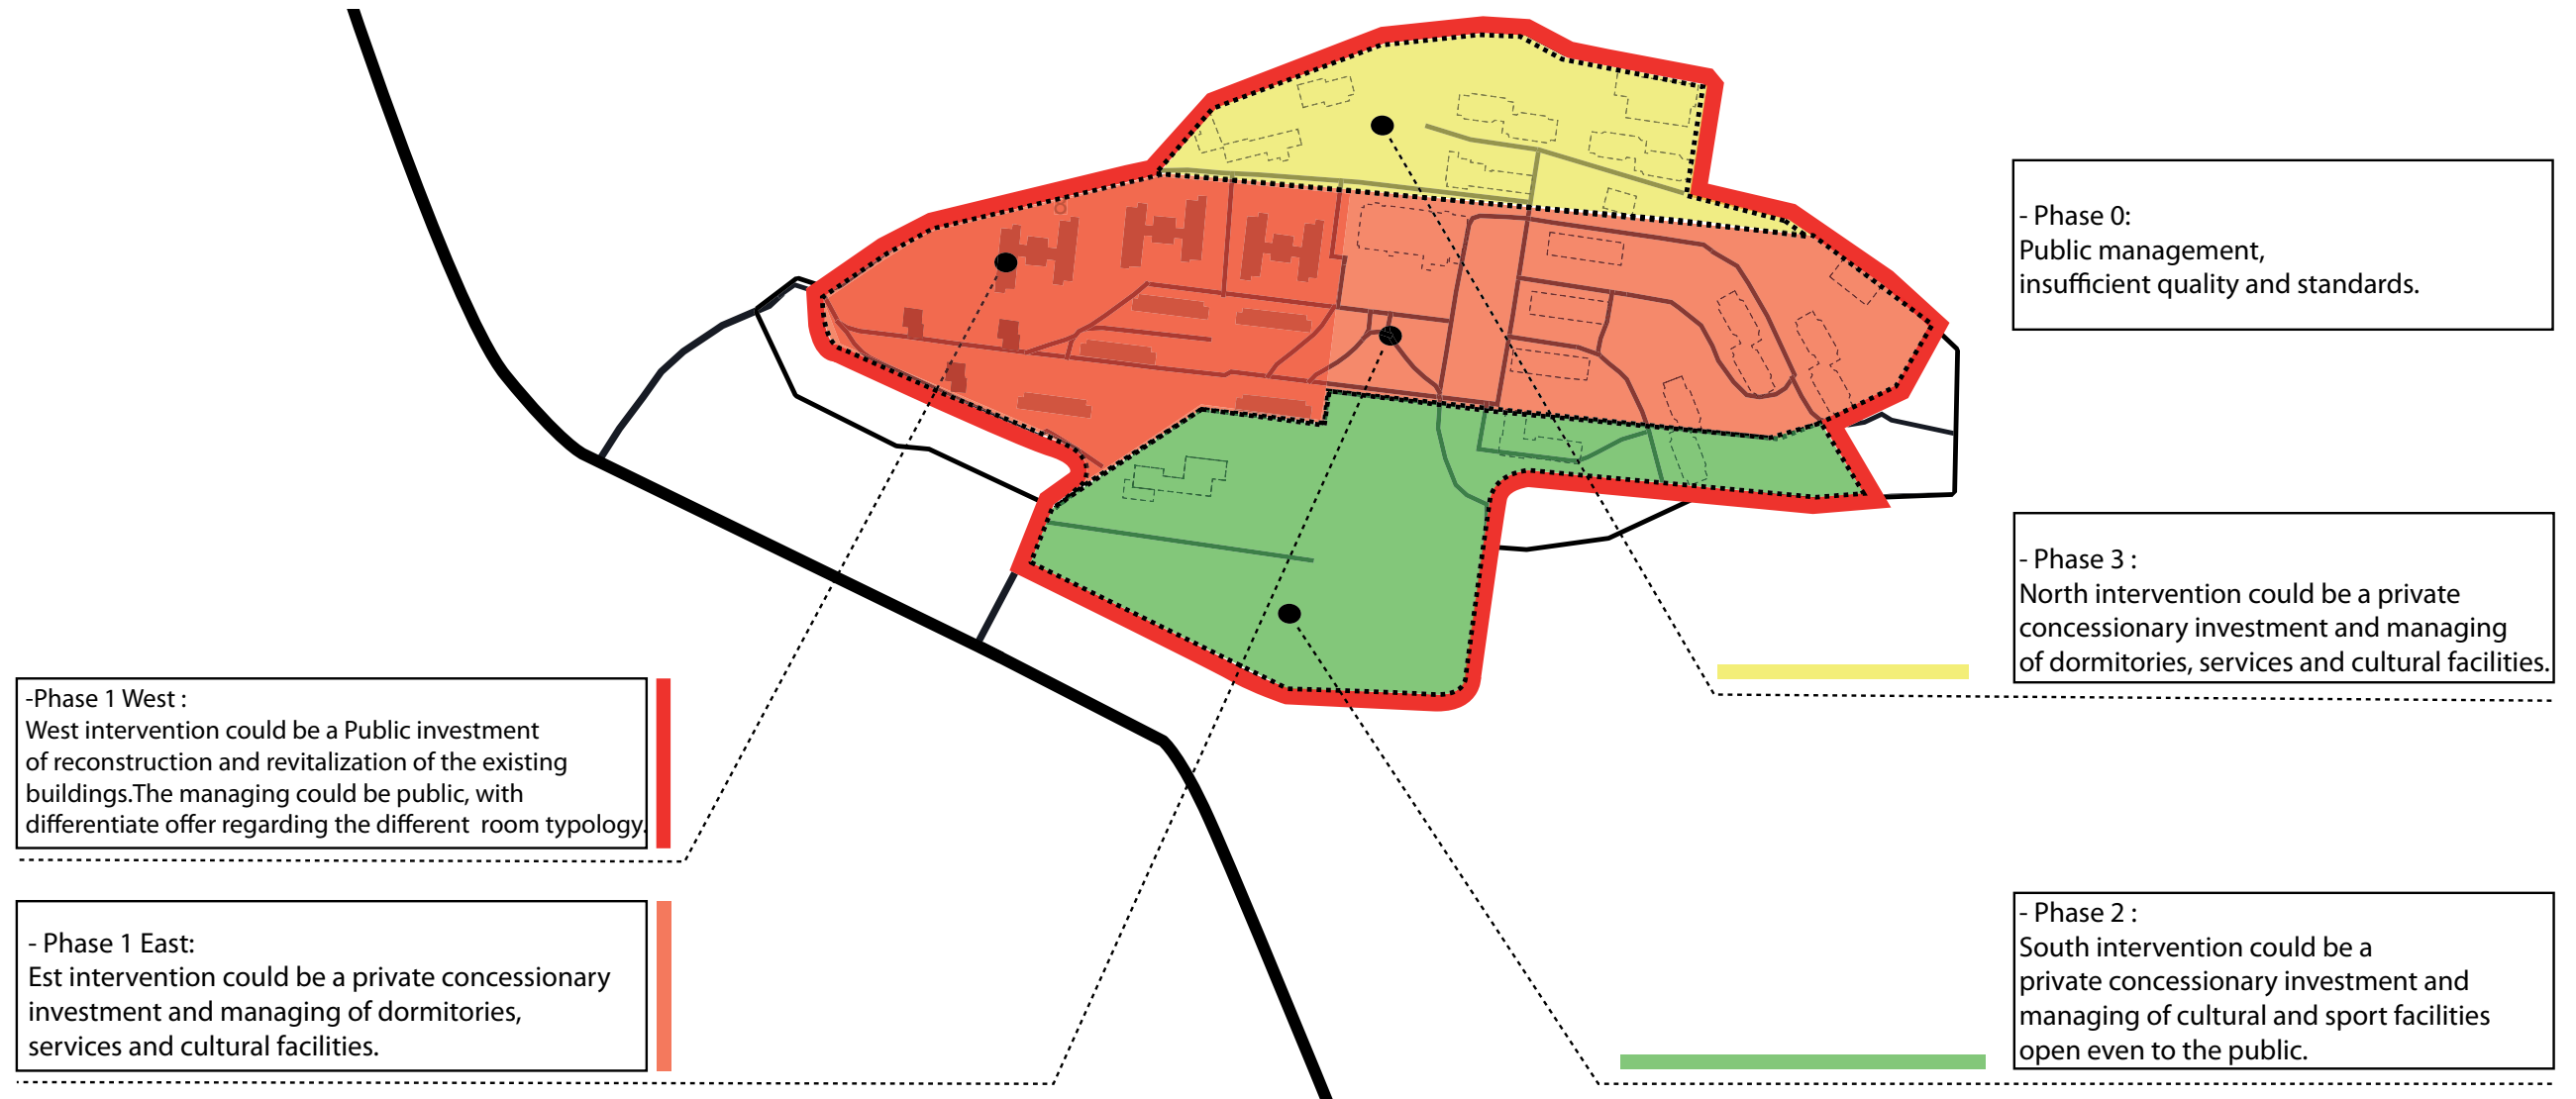 - Phase 0:
Public management,
insufficient quality and standards.
- Phase 3 :
North intervention could be a private
concessionary investment and managing
of dormitories, services and cultural facilities.
-Phase 1 West :
West intervention could be a Public investment
of reconstruction and revitalization of the existing
buildings.The managing could be public, with
differentiate offer regarding the different  room typology.
- Phase 1 East:
Est intervention could be a private concessionary
investment and managing of dormitories,
services and cultural facilities.
- Phase 2 :
South intervention could be a
private concessionary investment and
managing of cultural and sport facilities
open even to the public.